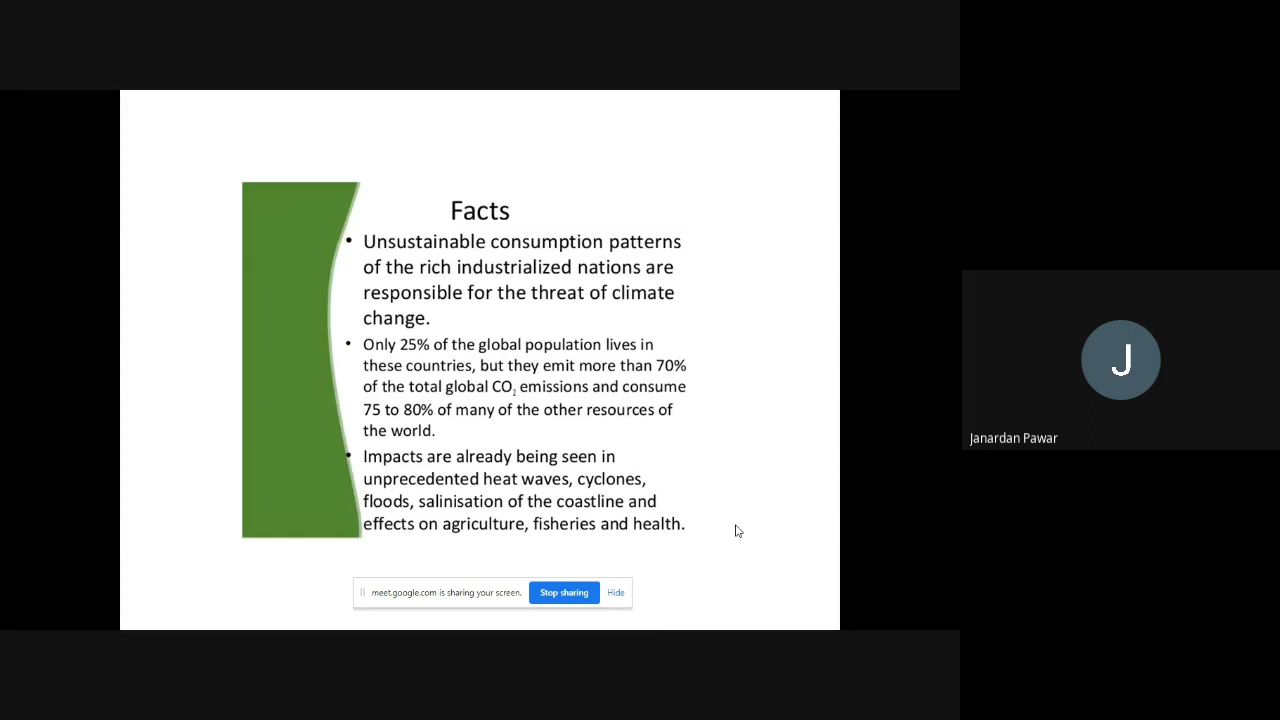 Facts
• Unsustainable consumption patterns
of the rich industrialized nations are
responsible for the threat of climate
change.
• Only 25% of the global population lives in
these countries, but they emit more than 70%
of the total global CO₂ emissions and consume
75 to 80% of many of the other resources of
the world.
• Impacts are already being seen in
unprecedented heat waves, cyclones,
floods, salinisation of the coastline and
effects on agriculture, fisheries and health.
meet.google.com is sharing your screen. Stop sharing Hide
J
Janardan Pawar